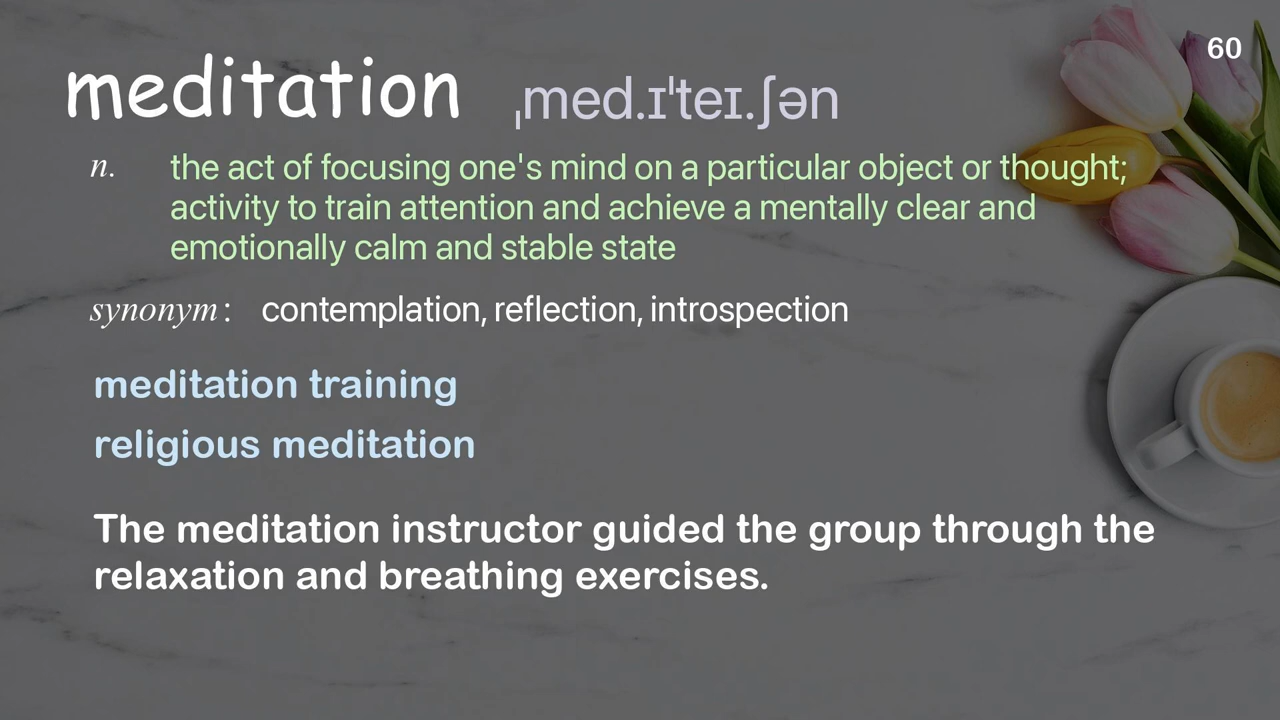 60
meditation ˌmed.ɪˈteɪ.ʃən
n. the act of focusing one's mind on a particular object or thought;
activity to train attention and achieve a mentally clear and
emotionally calm and stable state
synonym: contemplation, reflection, introspection
meditation training
religious meditation
The meditation instructor guided the group through the
relaxation and breathing exercises.